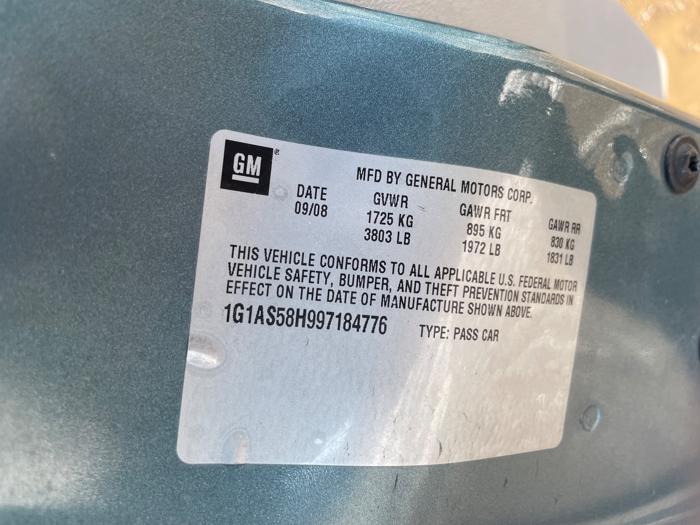 GM®
MFD BY GENERAL MOTORS CORP.
DATE GVWR GAWR FRT GAWR RR
09/08 1725 KG 895 KG 830 KG
3803 LB 1972 LB 1831 LB
THIS VEHICLE CONFORMS TO ALL APPLICABLE U.S. FEDERAL MOTOR
VEHICLE SAFETY, BUMPER, AND THEFT PREVENTION STANDARDS IN
EFFECT ON THE DATE OF MANUFACTURE SHOWN ABOVE.
1G1AS58H997184776 TYPE: PASS CAR